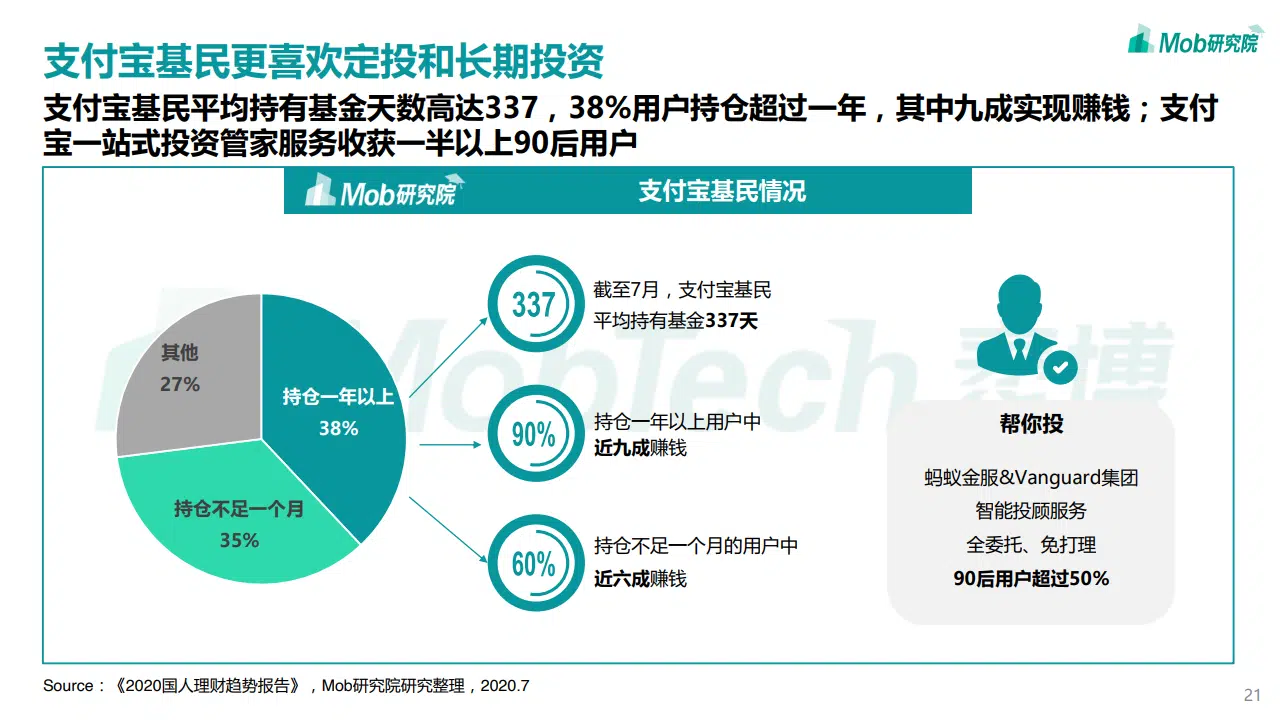 支付宝基民更喜欢定投和长期投资
Mob研究院
支付宝基民平均持有基金天数高达337，38%用户持仓超过一年，其中九成实现赚钱；支付
宝一站式投资管家服务收获一半以上90后用户
Mob研究院
支付宝基民情况
其他
27%
持仓一年以上
38%
持仓不足一个月
35%
337
截至7月，支付宝基民
平均持有基金337天
90%
持仓一年以上用户中
近九成赚钱
60%
持仓不足一个月的用户中
近六成赚钱
帮你投
蚂蚁金服&Vanguard集团
智能投顾服务
全委托、免打理
90后用户超过50%
MobTech 袤博
Source：《2020国人理财趋势报告》，Mob研究院研究整理，2020.7
21